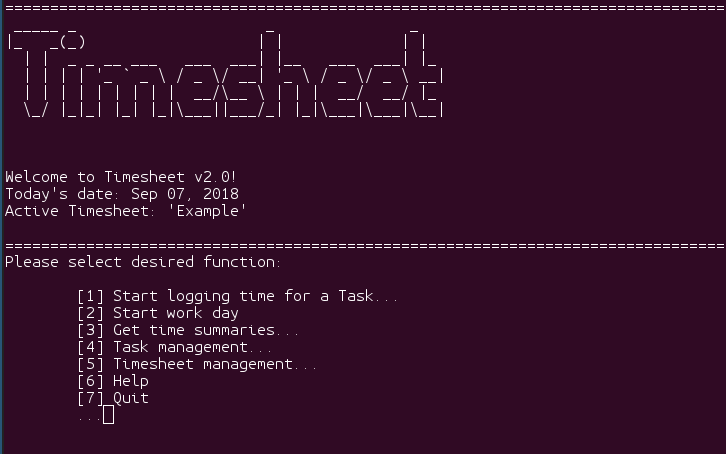 ================================================================================
Timesheet
Welcome to Timesheet v2.0!
Today's date: Sep 07, 2018
Active Timesheet: 'Example'
================================================================================
Please select desired function:
[1] Start logging time for a Task...
[2] Start work day
[3] Get time summaries...
[4] Task management...
[5] Timesheet management...
[6] Help
[7] Quit
...